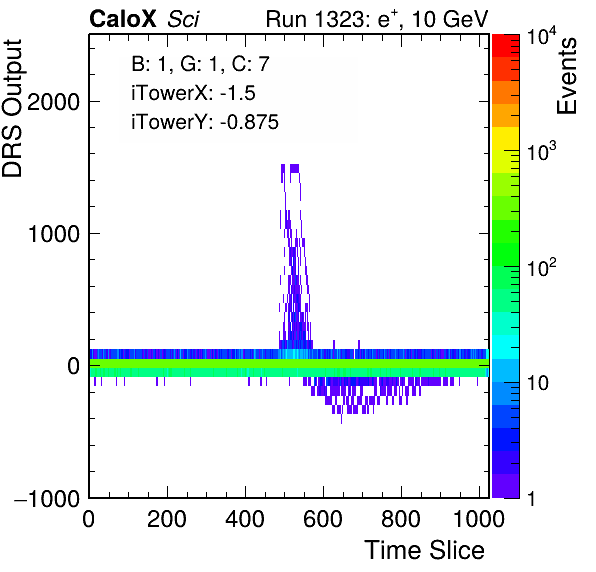 CaloX Sci Run 1323: e⁺, 10 GeV
B: 1, G: 1, C: 7
iTowerX: -1.5
iTowerY: -0.875
DRS Output
2000
1000
0
−1000
0 200 400 600 800 1000
Time Slice
Events
10⁴
10³
10²
10
1